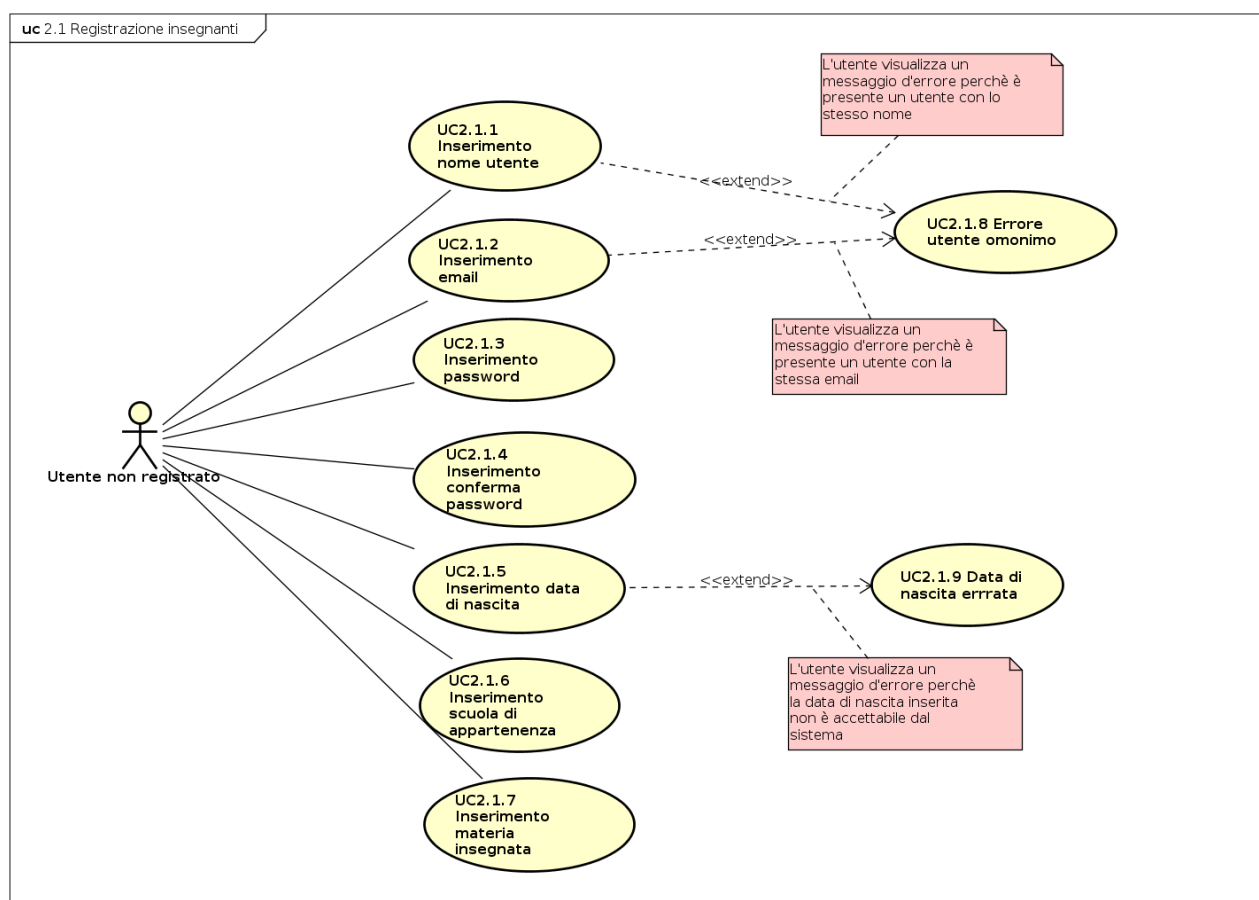 uc 2.1 Registrazione insegnanti
L'utente visualizza un
messaggio d'errore perchè è
presente un utente con lo
stesso nome
UC2.1.1
Inserimento
nome utente
<<extend>>
UC2.1.8 Errore
utente omonimo
UC2.1.2
Inserimento
email
<<extend>>
L'utente visualizza un
messaggio d'errore perchè è
presente un utente con la
stessa email
UC2.1.3
Inserimento
password
Utente non registrato
UC2.1.4
Inserimento
conferma
password
UC2.1.5
Inserimento data
di nascita
<<extend>>
UC2.1.9 Data di
nascita errrata
L'utente visualizza un
messaggio d'errore perchè
la data di nascita inserita
non è accettabile dal
sistema
UC2.1.6
Inserimento
scuola di
appartenenza
UC2.1.7
Inserimento
materia
insegnata